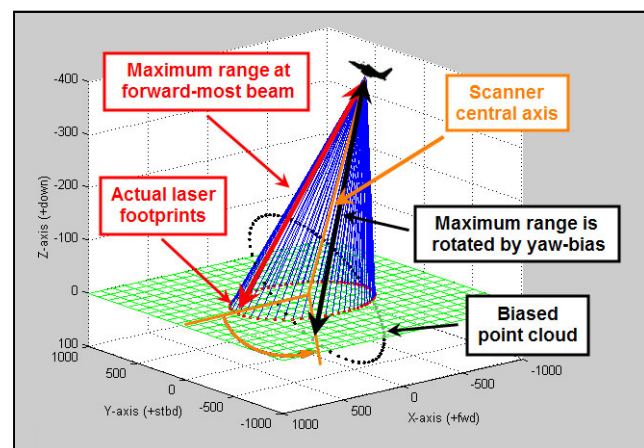 Maximum range at
forward-most beam
Scanner
central axis
Actual laser
footprints
Maximum range is
rotated by yaw-bias
Biased
point cloud
Z-axis (+down)
-400
-300
-200
-100
0
100
1000
500
0
-500
-1000
Y-axis (+stbd)
1000
500
0
-500
-1000
X-axis (+fwd)